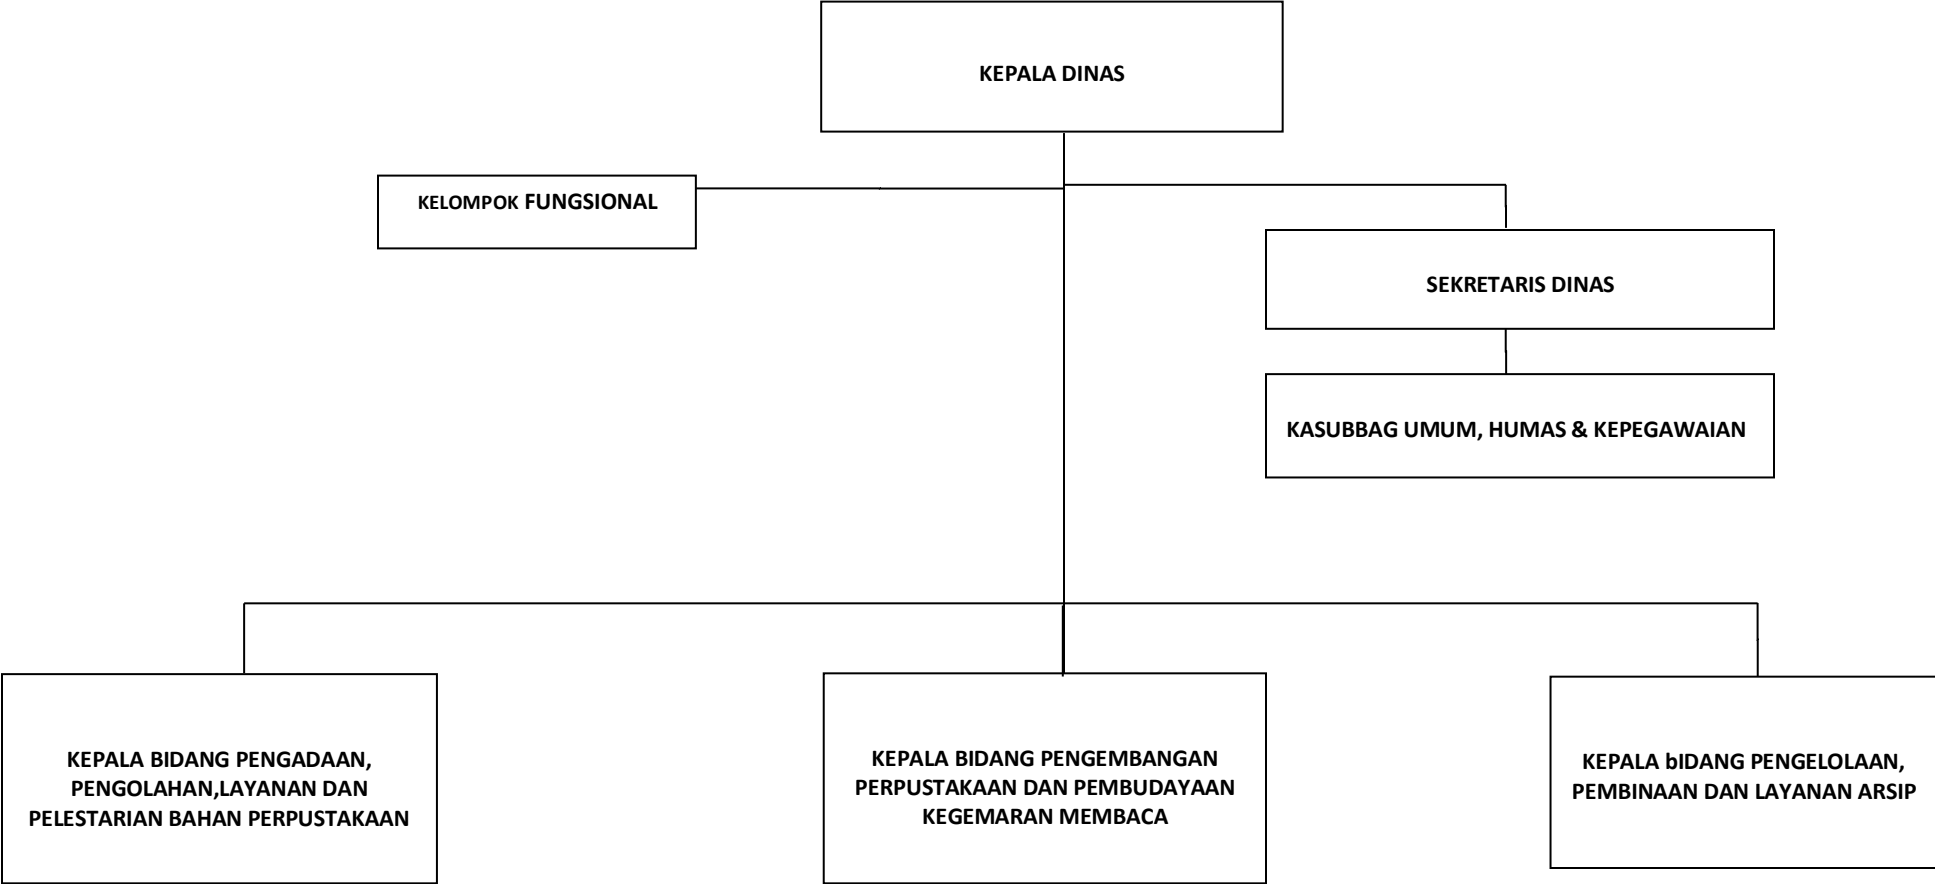 KEPALA DINAS
KELOMPOK FUNGSIONAL
SEKRETARIS DINAS
KASUBBAG UMUM, HUMAS & KEPEGAWAIAN
KEPALA BIDANG PENGADAAN,
PENGOLAHAN,LAYANAN DAN
PELESTARIAN BAHAN PERPUSTAKAAN
KEPALA BIDANG PENGEMBANGAN
PERPUSTAKAAN DAN PEMBUDAYAAN
KEGEMARAN MEMBACA
KEPALA bIDANG PENGELOLAAN,
PEMBINAAN DAN LAYANAN ARSIP